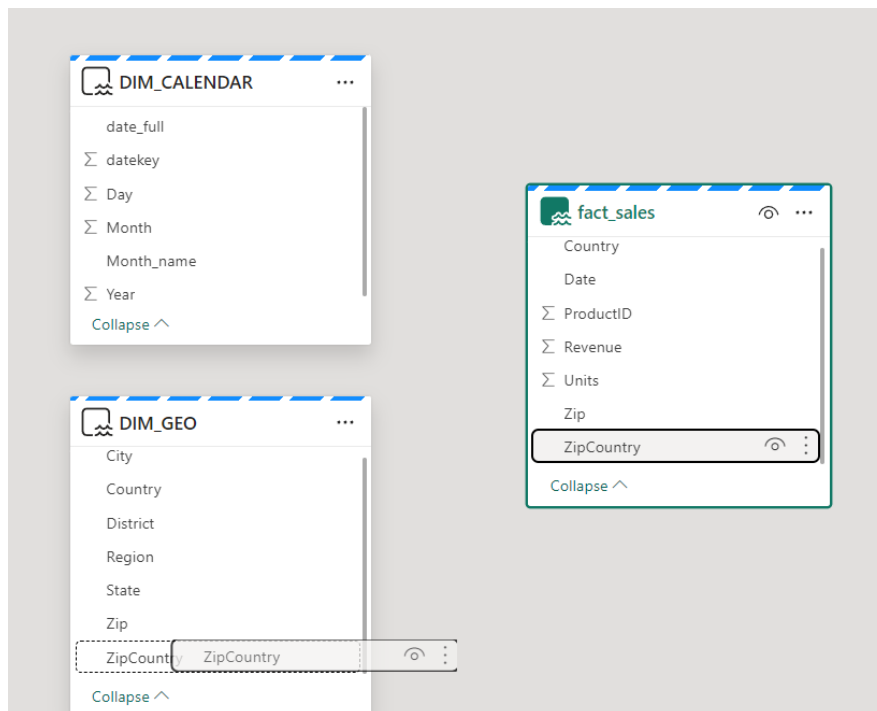 DIM_CALENDAR
date_full
datekey
Day
Month
Month_name
Year
Collapse
fact_sales
Country
Date
ProductID
Revenue
Units
Zip
ZipCountry
Collapse
DIM_GEO
City
Country
District
Region
State
Zip
ZipCountry ZipCountry
Collapse